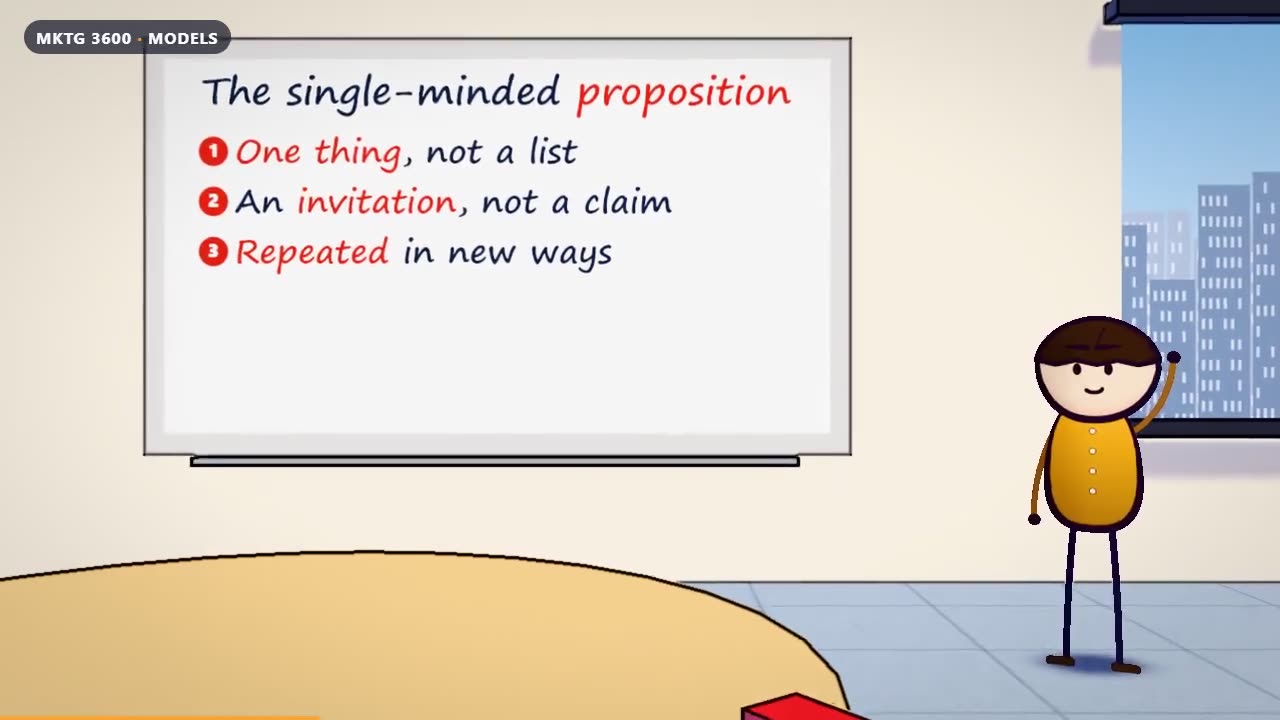 MKTG 3600 · MODELS
The single-minded proposition
1 One thing, not a list
2 An invitation, not a claim
3 Repeated in new ways